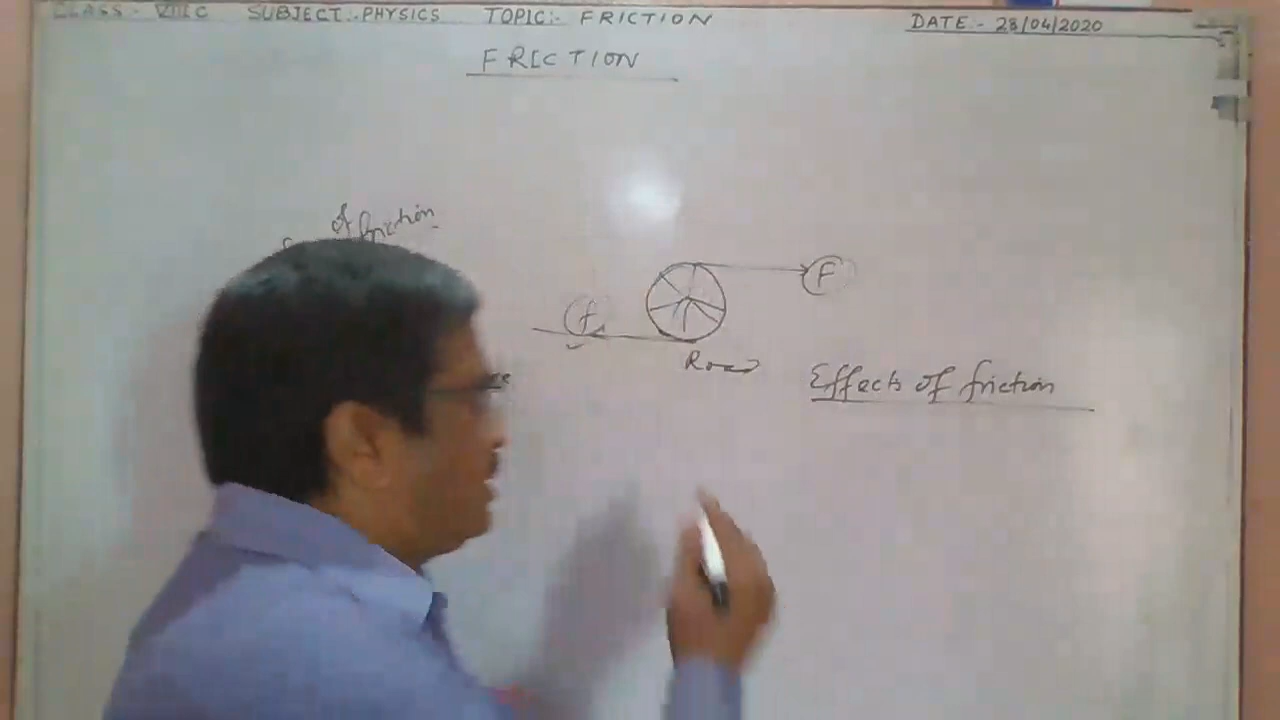 CLASS - VIII C SUBJECT:- PHYSICS TOPIC:- FRICTION DATE:- 28/04/2020
FRICTION
of friction
F
f
Road
Effects of friction